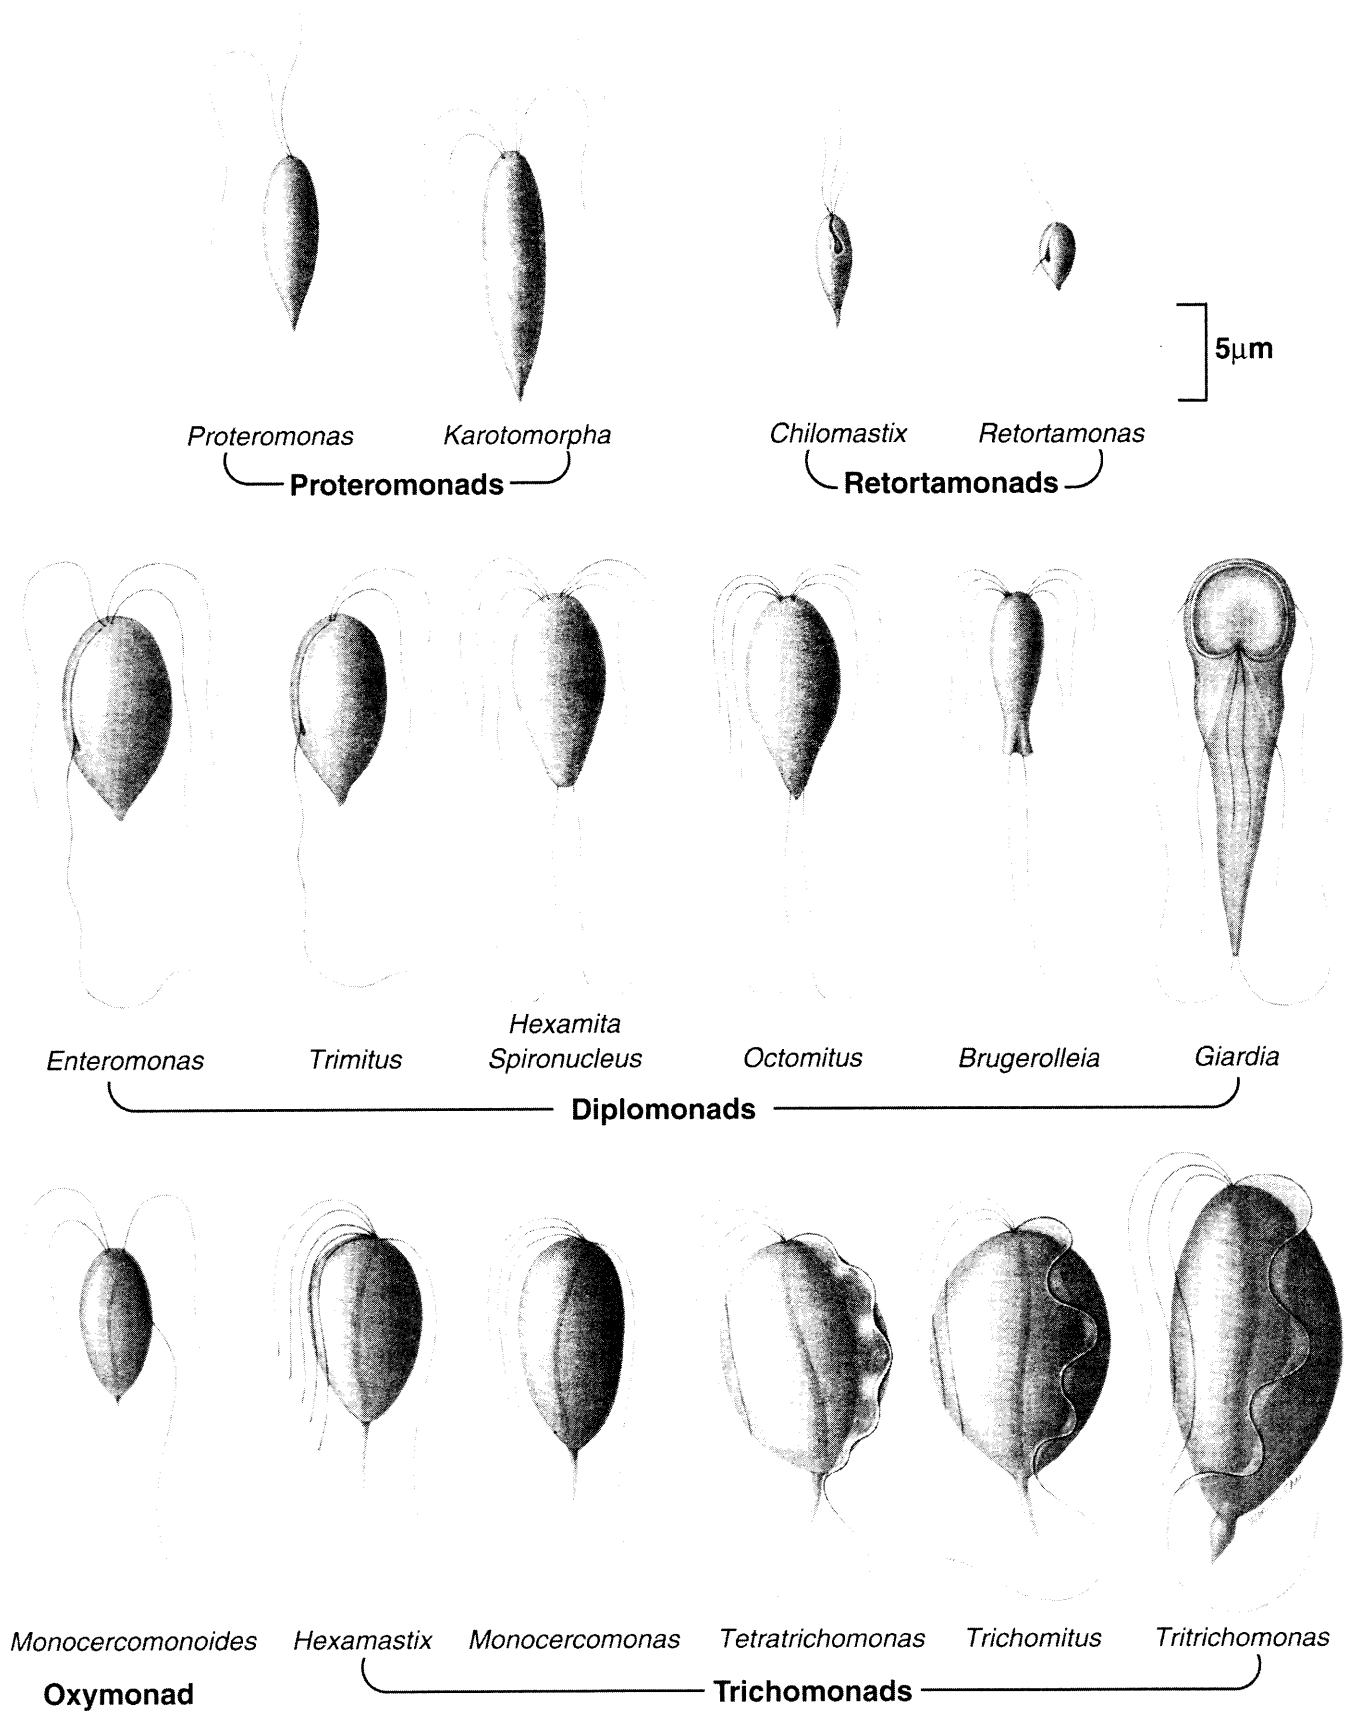 5μm
Proteromonas Karotomorpha Chilomastix Retortamonas
Proteromonads Retortamonads
Hexamita
Enteromonas Trimitus Spironucleus Octomitus Brugerolleia Giardia
Diplomonads
Monocercomonoides Hexamastix Monocercomonas Tetratrichomonas Trichomitus Tritrichomonas
Oxymonad Trichomonads